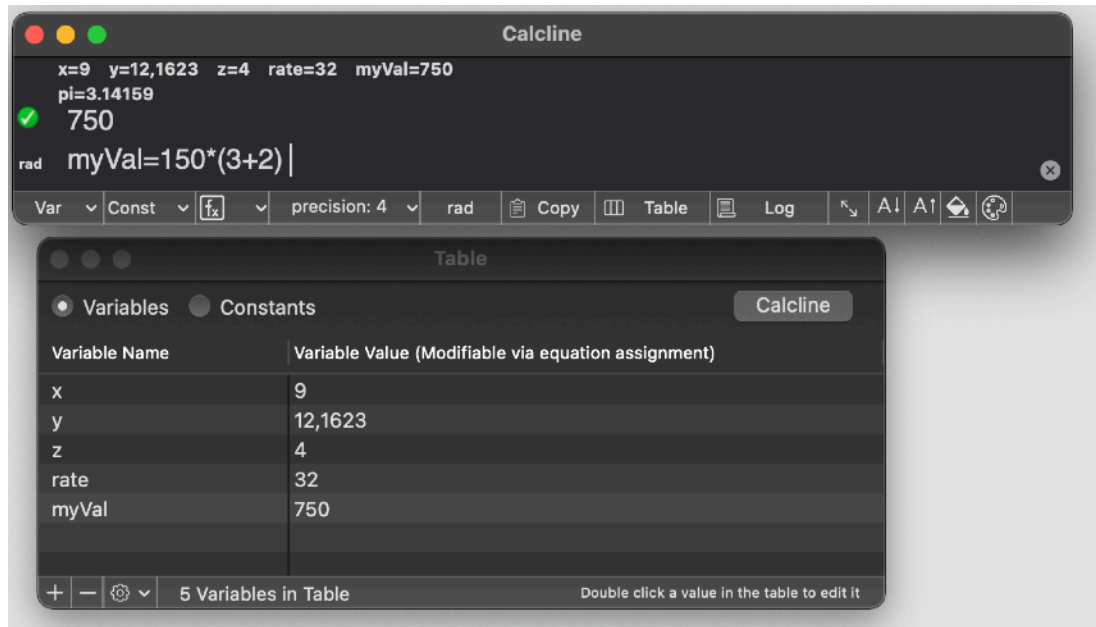 Calcline
x=9 y=12,1623 z=4 rate=32 myVal=750
pi=3.14159
750
rad myVal=150*(3+2)
Var Const fx precision: 4 rad Copy Table Log A↓ A↑
Table
Variables Constants Calcline
Variable Name Variable Value (Modifiable via equation assignment)
x 9
y 12,1623
z 4
rate 32
myVal 750
+ − 5 Variables in Table Double click a value in the table to edit it